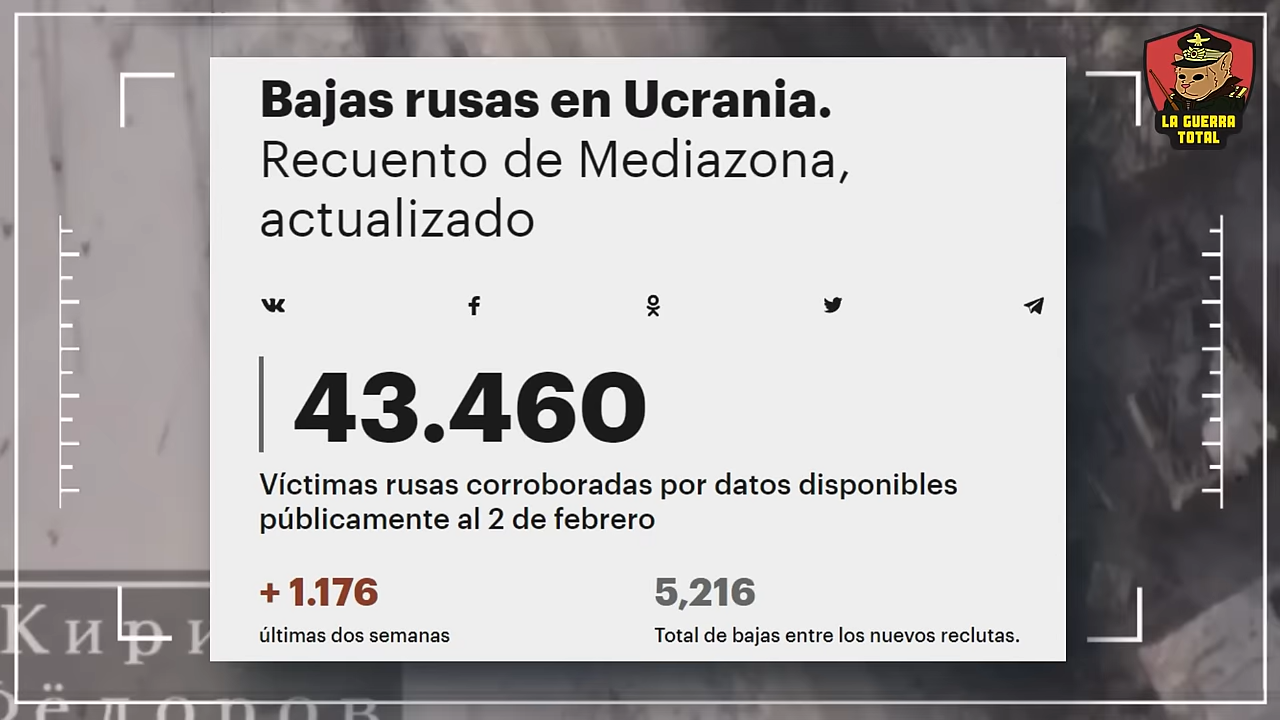 LA GUERRA
TOTAL
Bajas rusas en Ucrania.
Recuento de Mediazona,
actualizado
43.460
Víctimas rusas corroboradas por datos disponibles
públicamente al 2 de febrero
+ 1.176
últimas dos semanas
5,216
Total de bajas entre los nuevos reclutas.
Кири
Фёдоров